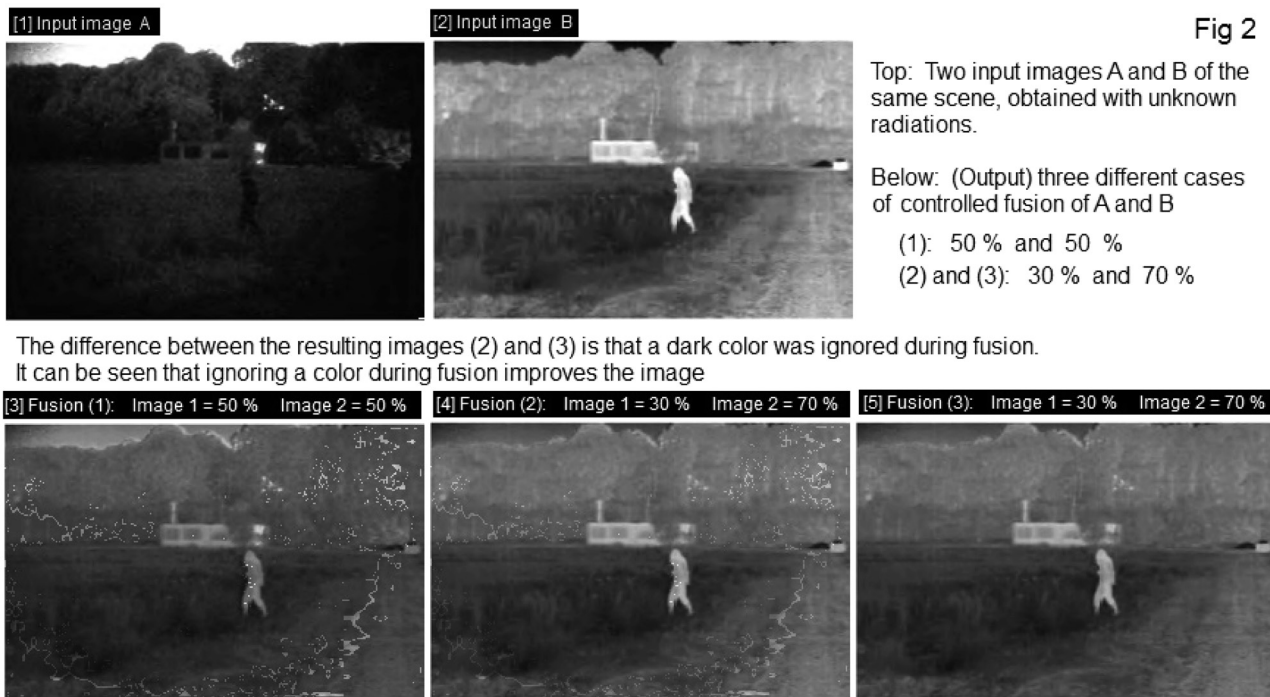 [1] Input image A
[2] Input image B
Fig 2
Top: Two input images A and B of the
same scene, obtained with unknown
radiations.
Below: (Output) three different cases
of controlled fusion of A and B
(1): 50 % and 50 %
(2) and (3): 30 % and 70 %
The difference between the resulting images (2) and (3) is that a dark color was ignored during fusion.
It can be seen that ignoring a color during fusion improves the image
[3] Fusion (1): Image 1 = 50 % Image 2 = 50 %
[4] Fusion (2): Image 1 = 30 % Image 2 = 70 %
[5] Fusion (3): Image 1 = 30 % Image 2 = 70 %